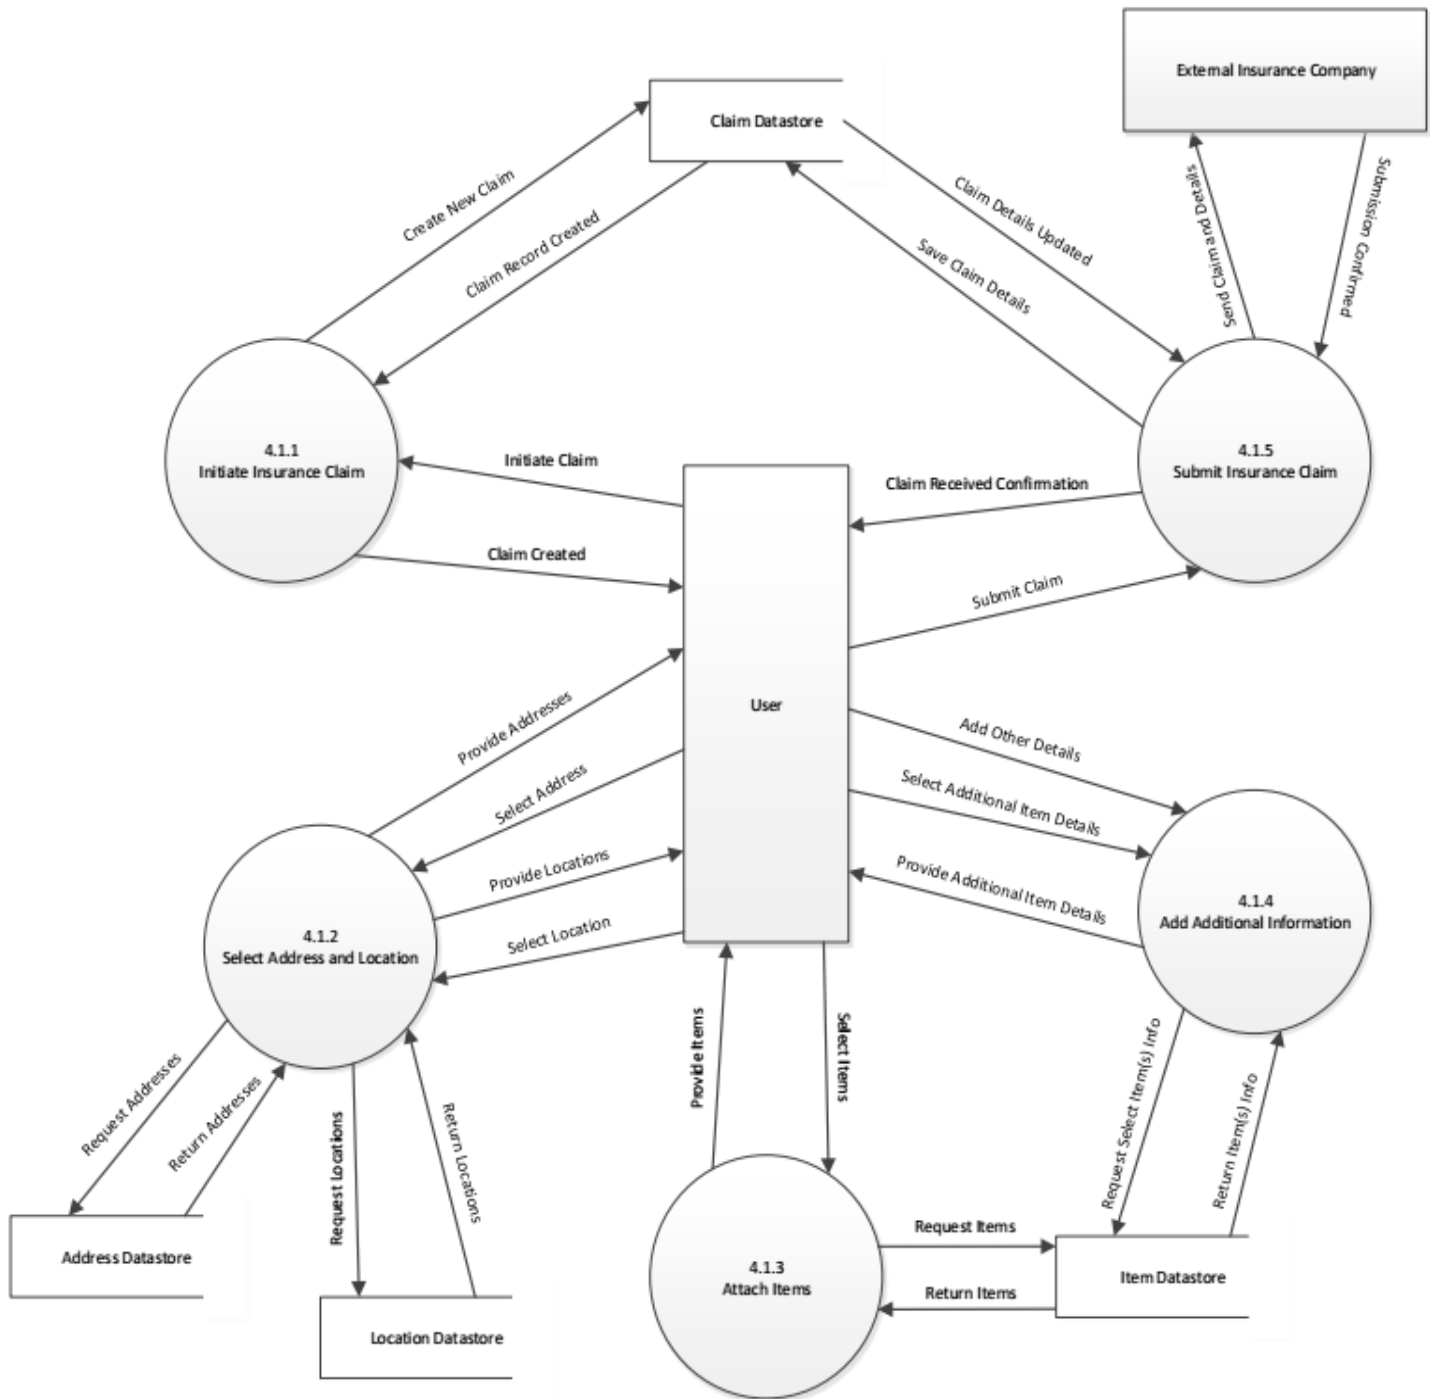 External Insurance Company
Claim Datastore
Create New Claim
Claim Record Created
Claim Details Updated
Save Claim Details
Send Claim and Details
Submission Confirmed
4.1.1
Initiate Insurance Claim
Initiate Claim
Claim Created
Claim Received Confirmation
4.1.5
Submit Insurance Claim
Submit Claim
User
Provide Addresses
Select Address
Provide Locations
Select Location
Add Other Details
Select Additional Item Details
Provide Additional Item Details
4.1.2
Select Address and Location
4.1.4
Add Additional Information
Request Addresses
Return Addresses
Request Locations
Return Locations
Provide Items
Select Items
Request Select Item(s) Info
Return Item(s) Info
Address Datastore
Location Datastore
4.1.3
Attach Items
Request Items
Return Items
Item Datastore